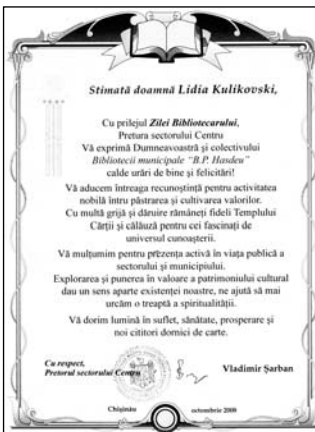 Stimată doamnă Lidia Kulikovski,
Cu prilejul Zilei Bibliotecarului,
Pretura sectorului Centru
Vă exprimă Dumneavoastră și colectivului
Bibliotecii municipale "B.P. Hasdeu"
calde urări de bine și felicitări!
Vă aducem întreaga recunoștință pentru activitatea
nobilă întru păstrarea și cultivarea valorilor.
Cu multă grijă și dăruire rămâneți fideli Templului
Cărții și călăuză pentru cei fascinați de
universul cunoașterii.
Vă mulțumim pentru prezența activă în viața publică a
sectorului și municipiului.
Explorarea și punerea în valoare a patrimoniului cultural
dau un sens aparte existenței noastre, ne ajută să mai
urcăm o treaptă a spiritualității.
Vă dorim lumină în suflet, sănătate, prosperare și
noi cititori dornici de carte.
Cu respect,
Pretorul sectorului Centru
Vladimir Șarban
Chișinău
octombrie 2008